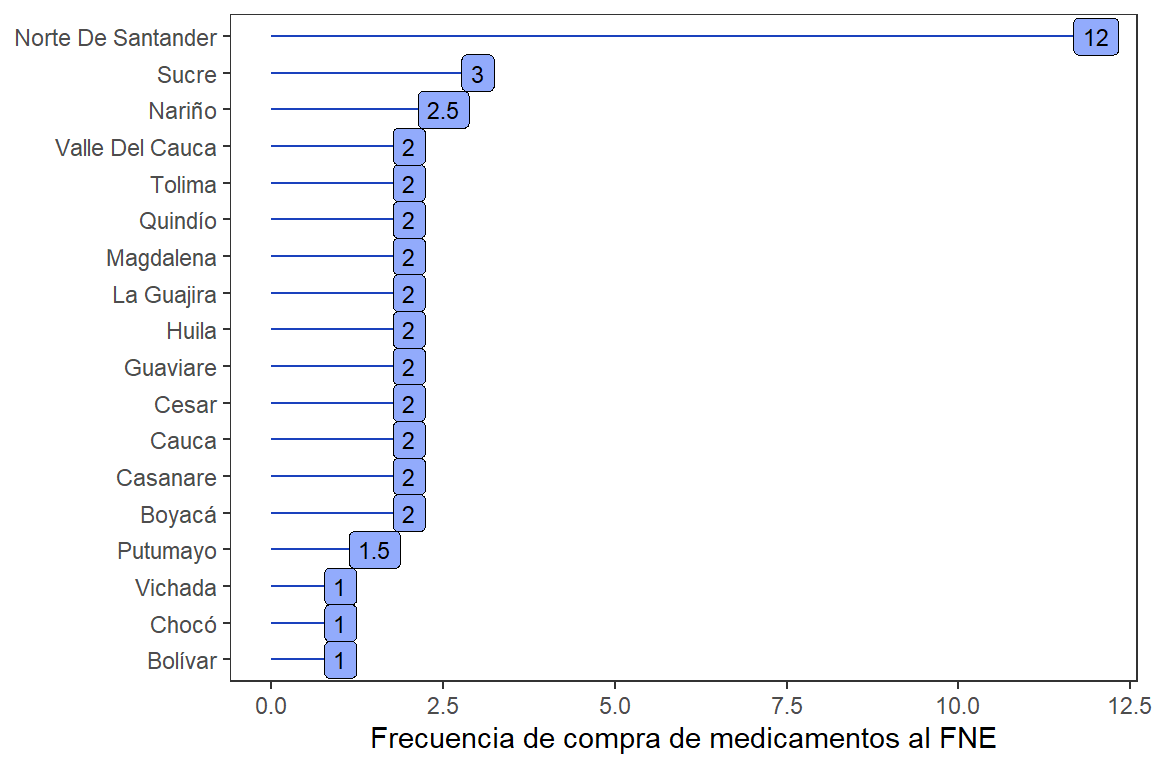 Norte De Santander 12
Sucre 3
Nariño 2.5
Valle Del Cauca 2
Tolima 2
Quindío 2
Magdalena 2
La Guajira 2
Huila 2
Guaviare 2
Cesar 2
Cauca 2
Casanare 2
Boyacá 2
Putumayo 1.5
Vichada 1
Chocó 1
Bolívar 1
0.0 2.5 5.0 7.5 10.0 12.5
Frecuencia de compra de medicamentos al FNE